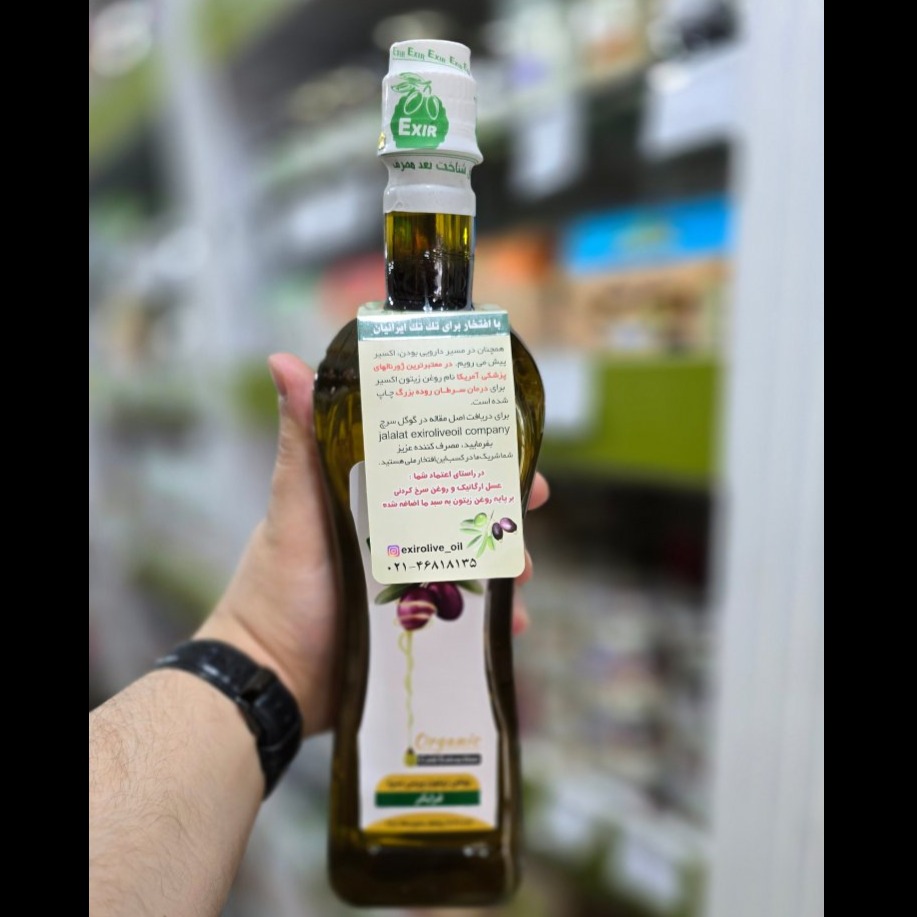 Exir Exir Exir Exir
Exir
شناخت بعد مصرف
با افتخار برای تک تک ایرانیان
همچنان در مسیر دارویی بودن، اکسیر
پیش می رویم. در معتبرترین ژورنالهای
پزشکی آمریکا نام روغن زیتون اکسیر
برای درمان سرطان روده بزرگ چاپ
شده است.
برای دریافت اصل مقاله در گوگل سرچ
jalalat exiroliveoil company
بفرمایید، مصرف کننده عزیز
شما شریک ما در کسب این افتخار ملی هستید.
در راستای اعتماد شما :
عسل ارگانیک و روغن سرخ کردنی
بر پایه روغن زیتون به سبد ما اضافه شده
exirolive_oil
۰۲۱-۴۶۸۱۸۱۳۵
Organic